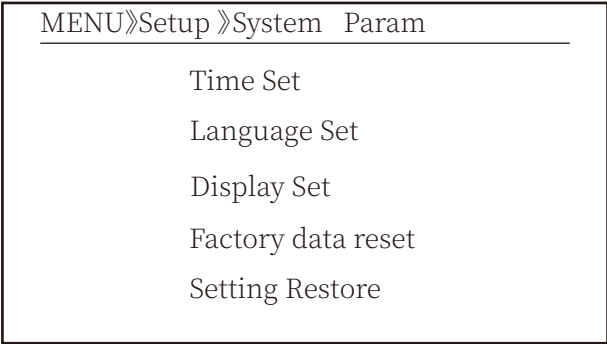 MENU》Setup 》System Param
Time Set
Language Set
Display Set
Factory data reset
Setting Restore